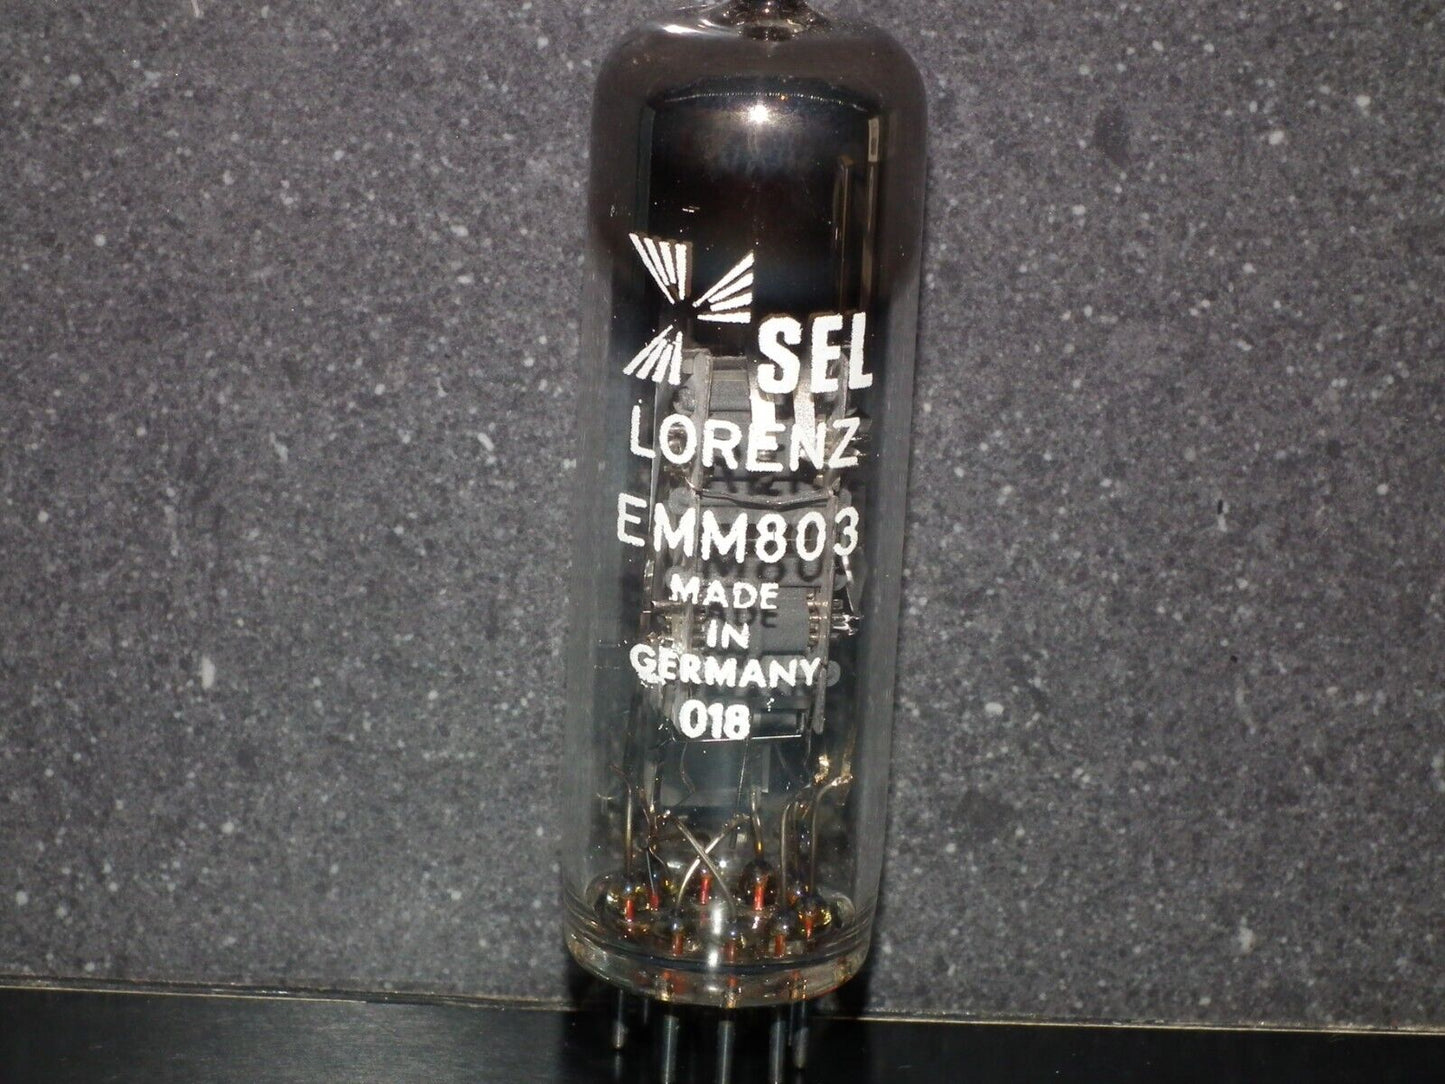 SEL
LORENZ
EMM803
MADE
IN
GERMANY
018